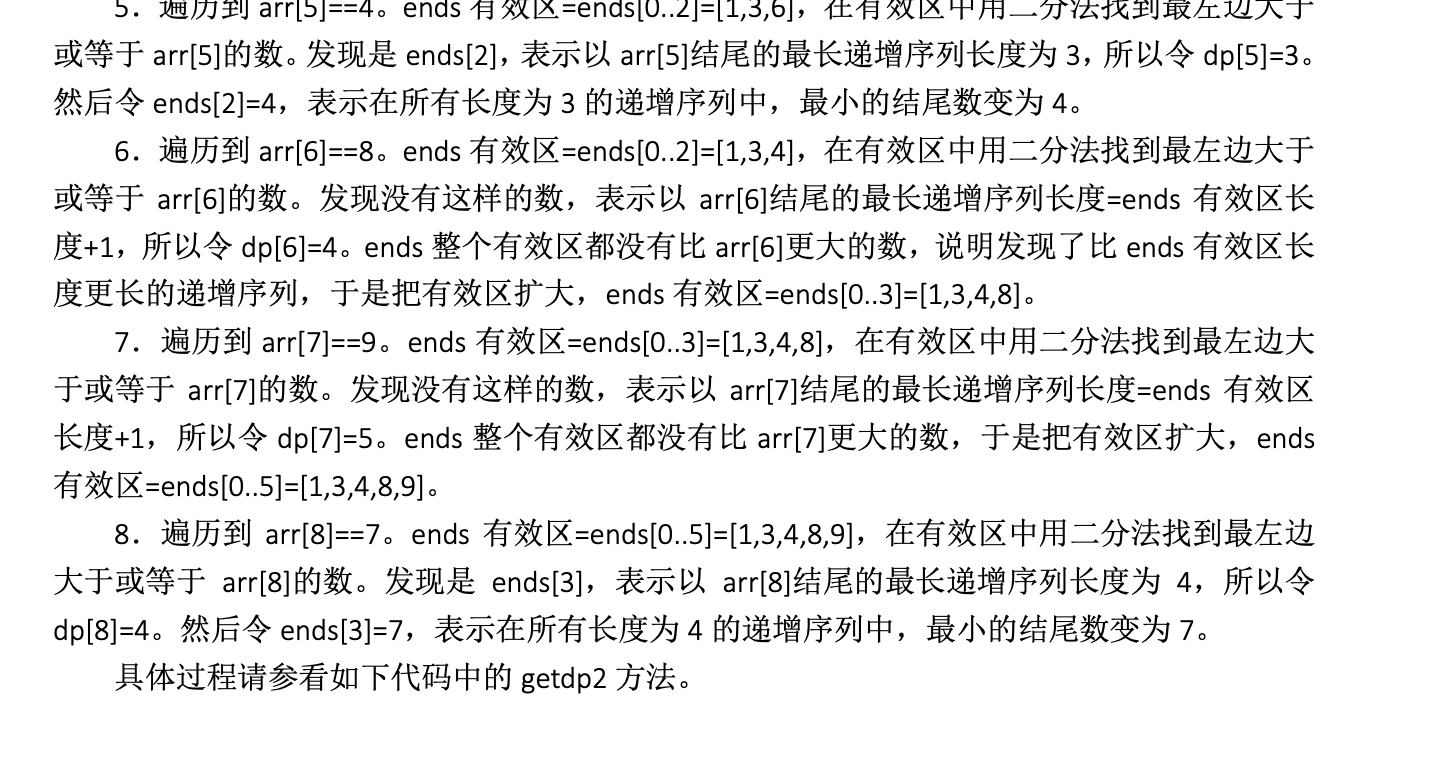 5．遍历到 arr[5]==4。ends 有效区=ends[0..2]=[1,3,6]，在有效区中用二分法找到最左边大于
或等于 arr[5]的数。发现是 ends[2]，表示以 arr[5]结尾的最长递增序列长度为 3，所以令 dp[5]=3。
然后令 ends[2]=4，表示在所有长度为 3 的递增序列中，最小的结尾数变为 4。
6．遍历到 arr[6]==8。ends 有效区=ends[0..2]=[1,3,4]，在有效区中用二分法找到最左边大于
或等于 arr[6]的数。发现没有这样的数，表示以 arr[6]结尾的最长递增序列长度=ends 有效区长
度+1，所以令 dp[6]=4。ends 整个有效区都没有比 arr[6]更大的数，说明发现了比 ends 有效区长
度更长的递增序列，于是把有效区扩大，ends 有效区=ends[0..3]=[1,3,4,8]。
7．遍历到 arr[7]==9。ends 有效区=ends[0..3]=[1,3,4,8]，在有效区中用二分法找到最左边大
于或等于 arr[7]的数。发现没有这样的数，表示以 arr[7]结尾的最长递增序列长度=ends 有效区
长度+1，所以令 dp[7]=5。ends 整个有效区都没有比 arr[7]更大的数，于是把有效区扩大，ends
有效区=ends[0..5]=[1,3,4,8,9]。
8．遍历到 arr[8]==7。ends 有效区=ends[0..5]=[1,3,4,8,9]，在有效区中用二分法找到最左边
大于或等于 arr[8]的数。发现是 ends[3]，表示以 arr[8]结尾的最长递增序列长度为 4，所以令
dp[8]=4。然后令 ends[3]=7，表示在所有长度为 4 的递增序列中，最小的结尾数变为 7。
具体过程请参看如下代码中的 getdp2 方法。